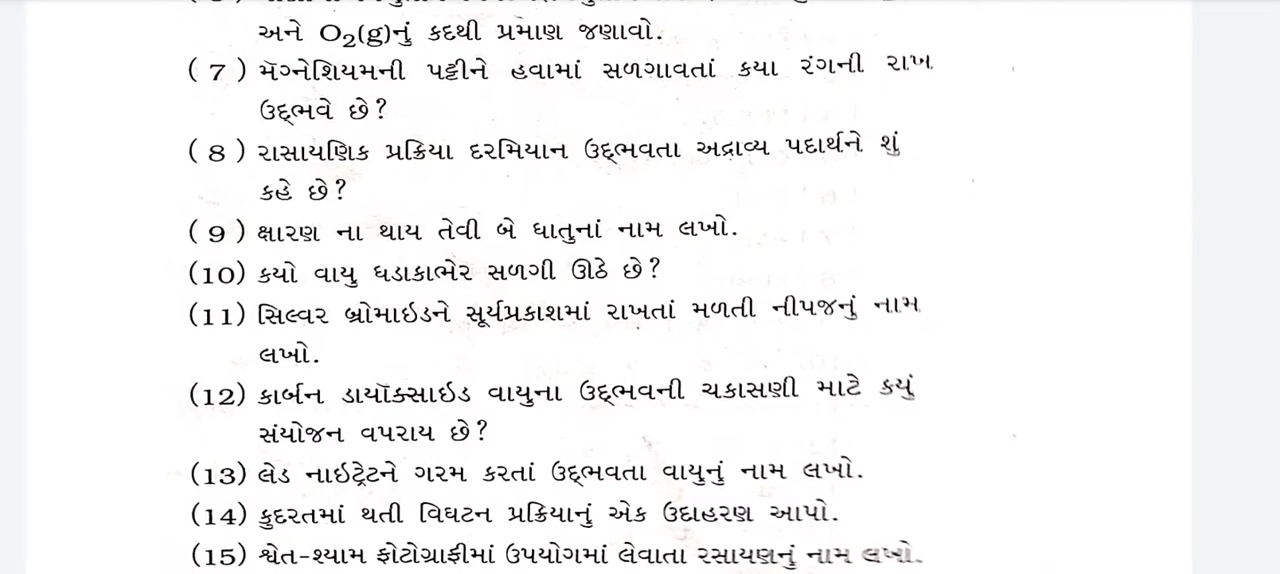 અને O₂(g)નું કદથી પ્રમાણ જણાવો.
( 7 ) મૅગ્નેશિયમની પટ્ટીને હવામાં સળગાવતાં કયા રંગની રાખ
ઉદ્ભવે છે?
( 8 ) રાસાયણિક પ્રક્રિયા દરમિયાન ઉદ્ભવતા અદ્રાવ્ય પદાર્થને શું
કહે છે?
( 9 ) ક્ષારણ ના થાય તેવી બે ધાતુનાં નામ લખો.
(10) કયો વાયુ ધડાકાભેર સળગી ઊઠે છે?
(11) સિલ્વર બ્રોમાઇડને સૂર્યપ્રકાશમાં રાખતાં મળતી નીપજનું નામ
લખો.
(12) કાર્બન ડાયૉક્સાઇડ વાયુના ઉદ્ભવની ચકાસણી માટે કયું
સંયોજન વપરાય છે?
(13) લેડ નાઇટ્રેટને ગરમ કરતાં ઉદ્ભવતા વાયુનું નામ લખો.
(14) કુદરતમાં થતી વિઘટન પ્રક્રિયાનું એક ઉદાહરણ આપો.
(15) શ્વેત-શ્યામ ફોટોગ્રાફીમાં ઉપયોગમાં લેવાતા રસાયણનું નામ લખો.